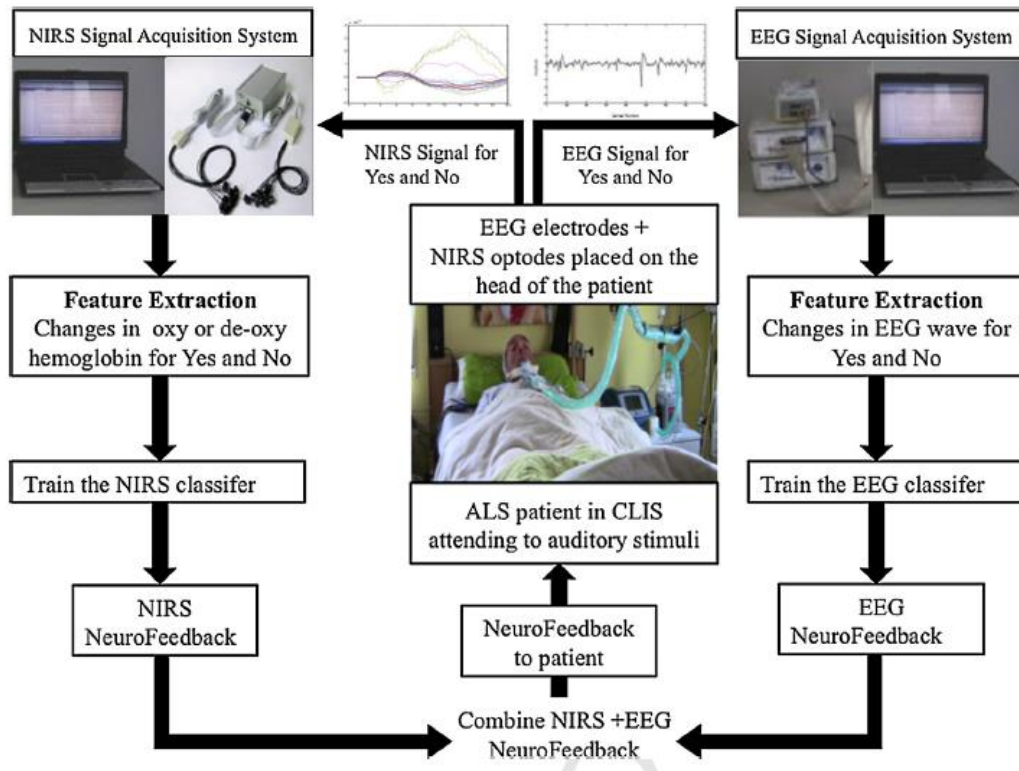 NIRS Signal Acquisition System
EEG Signal Acquisition System
NIRS Signal for
Yes and No
EEG Signal for
Yes and No
EEG electrodes +
NIRS optodes placed on the
head of the patient
Feature Extraction
Changes in oxy or de-oxy
hemoglobin for Yes and No
Feature Extraction
Changes in EEG wave for
Yes and No
Train the NIRS classifer
Train the EEG classifer
ALS patient in CLIS
attending to auditory stimuli
NIRS
NeuroFeedback
EEG
NeuroFeedback
NeuroFeedback
to patient
Combine NIRS +EEG
NeuroFeedback